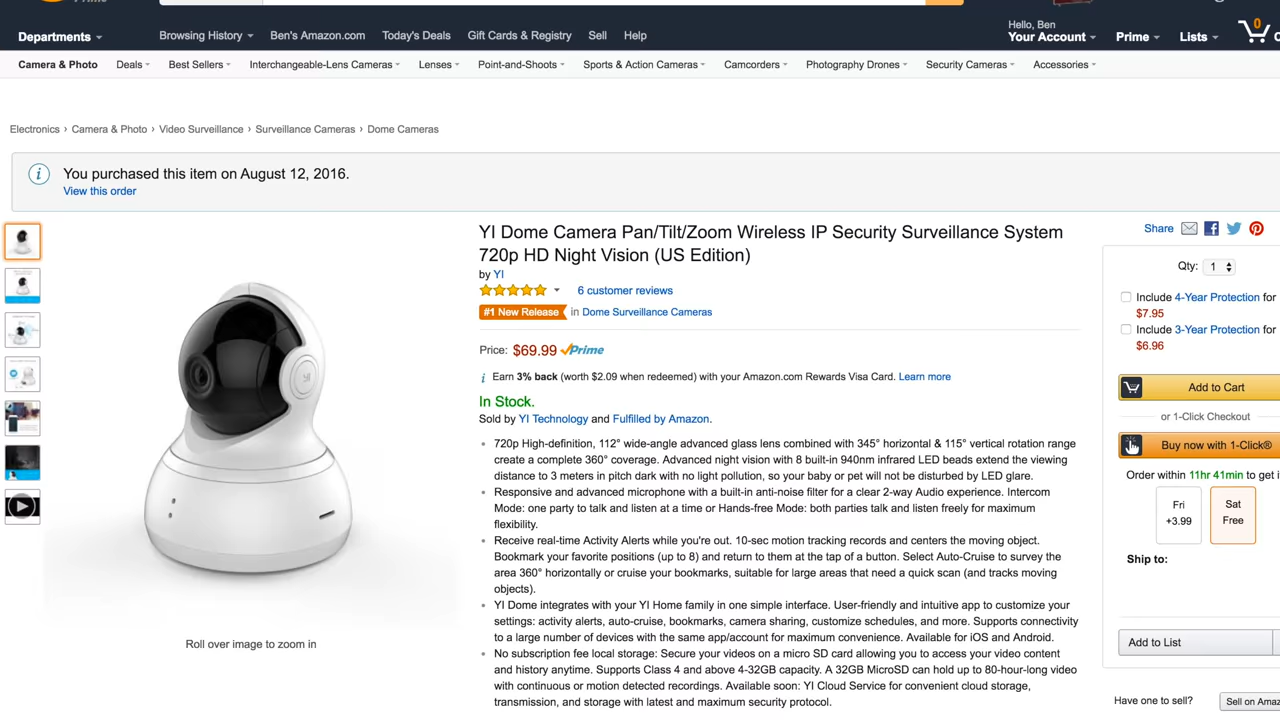 Prime
Departments
Browsing History
Ben's Amazon.com
Today's Deals
Gift Cards & Registry
Sell
Help
Hello, Ben
Your Account
Prime
Lists
0
Camera & Photo
Deals
Best Sellers
Interchangeable-Lens Cameras
Lenses
Point-and-Shoots
Sports & Action Cameras
Camcorders
Photography Drones
Security Cameras
Accessories
Electronics › Camera & Photo › Video Surveillance › Surveillance Cameras › Dome Cameras
You purchased this item on August 12, 2016.
View this order
YI Dome Camera Pan/Tilt/Zoom Wireless IP Security Surveillance System
720p HD Night Vision (US Edition)
by YI
6 customer reviews
#1 New Release in Dome Surveillance Cameras
Price: $69.99 Prime
Earn 3% back (worth $2.09 when redeemed) with your Amazon.com Rewards Visa Card. Learn more
In Stock.
Sold by YI Technology and Fulfilled by Amazon.
720p High-definition, 112° wide-angle advanced glass lens combined with 345° horizontal & 115° vertical rotation range
create a complete 360° coverage. Advanced night vision with 8 built-in 940nm infrared LED beads extend the viewing
distance to 3 meters in pitch dark with no light pollution, so your baby or pet will not be disturbed by LED glare.
Responsive and advanced microphone with a built-in anti-noise filter for a clear 2-way Audio experience. Intercom
Mode: one party to talk and listen at a time or Hands-free Mode: both parties talk and listen freely for maximum
flexibility.
Receive real-time Activity Alerts while you're out. 10-sec motion tracking records and centers the moving object.
Bookmark your favorite positions (up to 8) and return to them at the tap of a button. Select Auto-Cruise to survey the
area 360° horizontally or cruise your bookmarks, suitable for large areas that need a quick scan (and tracks moving
objects).
YI Dome integrates with your YI Home family in one simple interface. User-friendly and intuitive app to customize your
settings: activity alerts, auto-cruise, bookmarks, camera sharing, customize schedules, and more. Supports connectivity
to a large number of devices with the same app/account for maximum convenience. Available for iOS and Android.
No subscription fee local storage: Secure your videos on a micro SD card allowing you to access your video content
and history anytime. Supports Class 4 and above 4-32GB capacity. A 32GB MicroSD can hold up to 80-hour-long video
with continuous or motion detected recordings. Available soon: YI Cloud Service for convenient cloud storage,
transmission, and storage with latest and maximum security protocol.
YI
Roll over image to zoom in
Share
Qty: 1
Include 4-Year Protection for
$7.95
Include 3-Year Protection for
$6.96
Add to Cart
or 1-Click Checkout
Buy now with 1-Click®
Order within 11hr 41min to get i
Fri
+3.99
Sat
Free
Ship to:
Add to List
Have one to sell?
Sell on Amaz